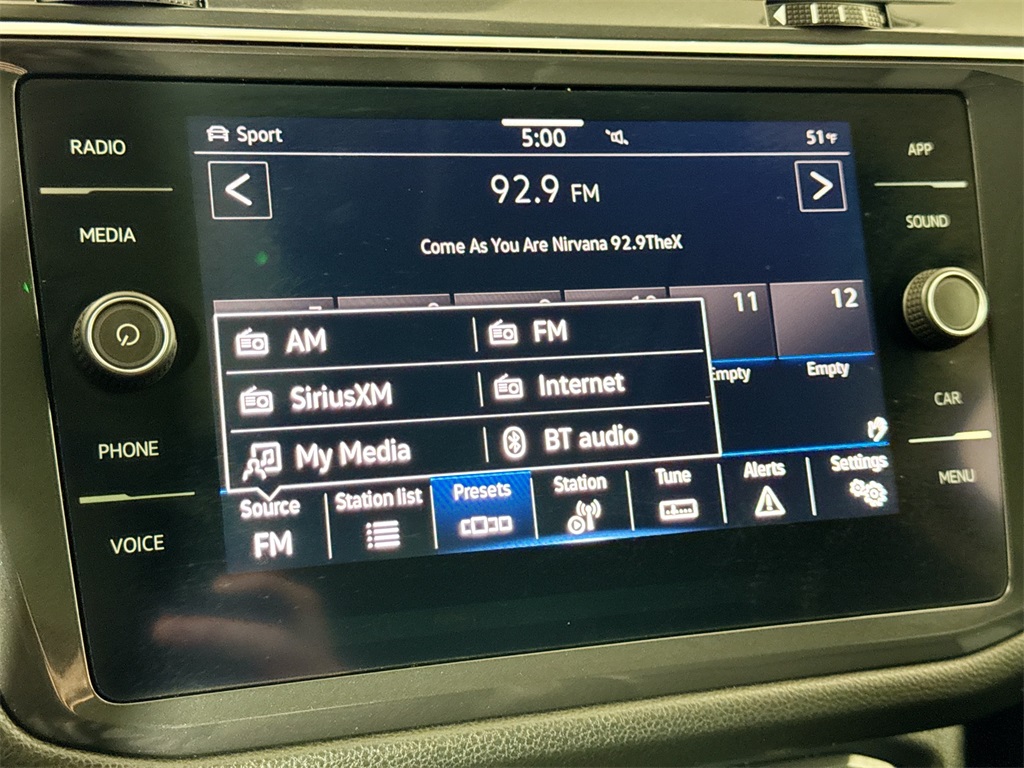 RADIO
MEDIA
PHONE
VOICE
Sport
5:00
51°F
92.9 FM
Come As You Are Nirvana 92.9TheX
11
12
Empty
Empty
AM
FM
SiriusXM
Internet
My Media
BT audio
Source
FM
Station list
Presets
Station
Tune
Alerts
Settings
APP
SOUND
CAR
MENU